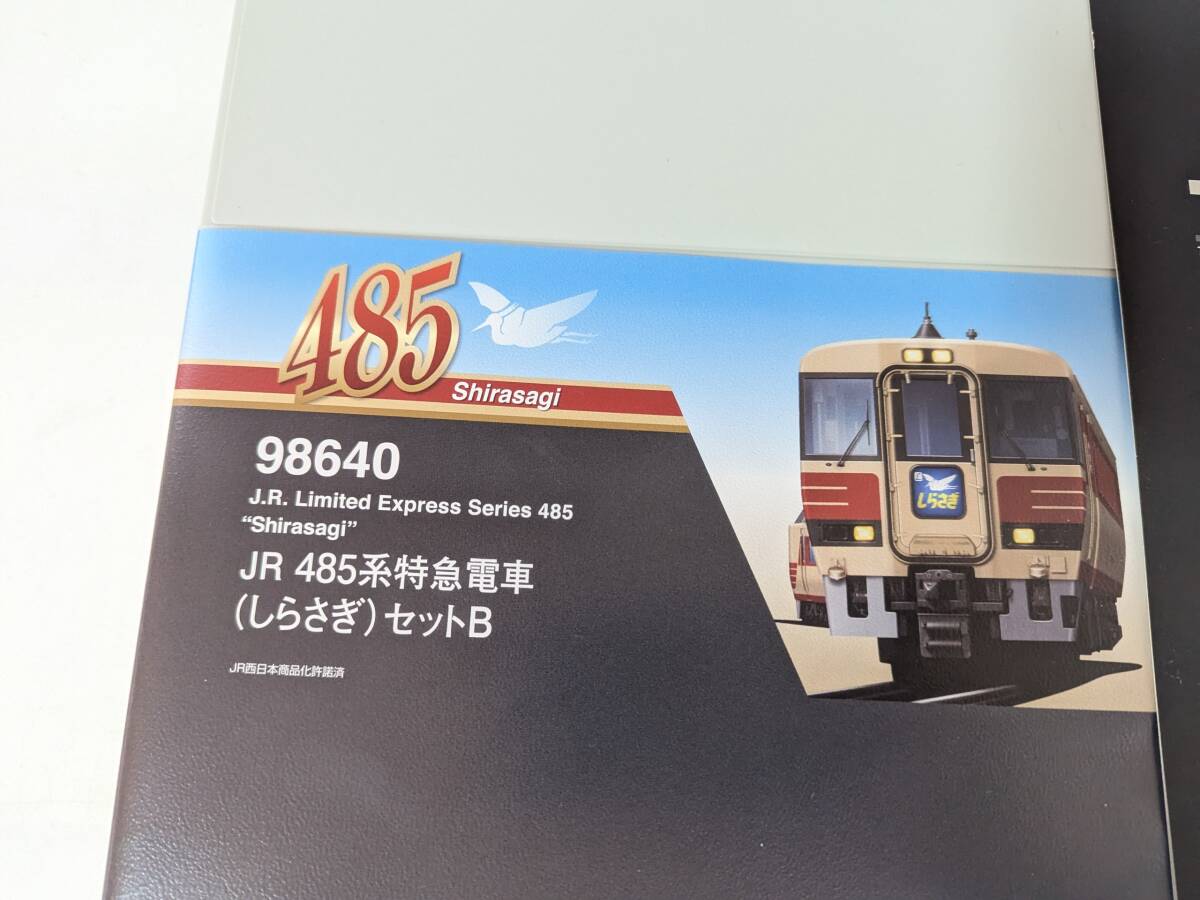 485
Shirasagi
98640
J.R. Limited Express Series 485
“Shirasagi”
JR 485系特急電車
(しらさぎ)セットB
JR西日本商品化許諾済
しらさぎ